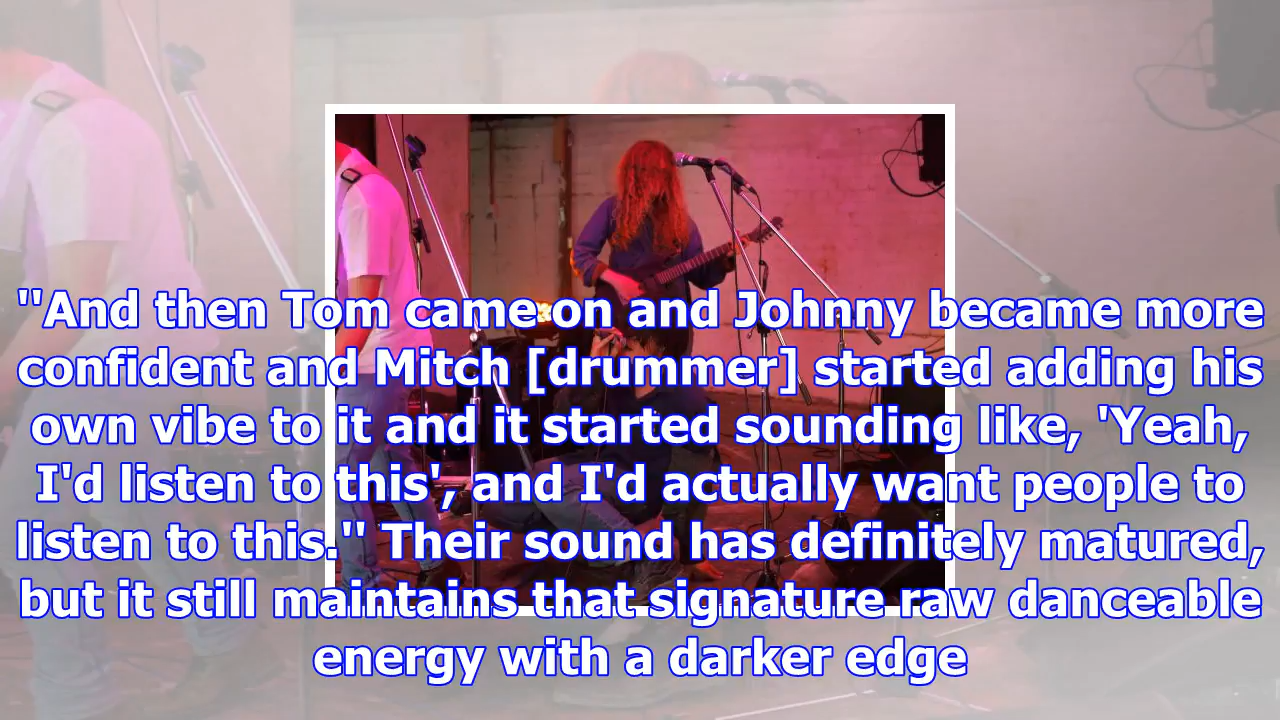 "And then Tom came on and Johnny became more
confident and Mitch [drummer] started adding his
own vibe to it and it started sounding like, 'Yeah,
I'd listen to this', and I'd actually want people to
listen to this." Their sound has definitely matured,
but it still maintains that signature raw danceable
energy with a darker edge